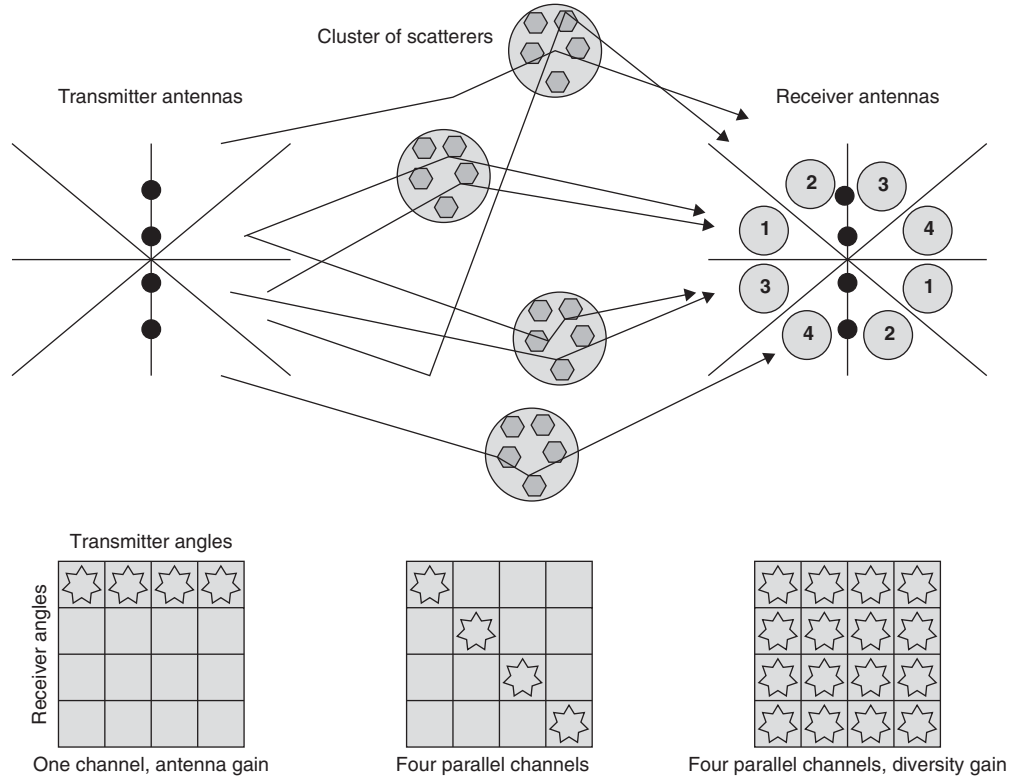 Cluster of scatterers
Transmitter antennas
Receiver antennas
2
3
1
4
3
1
4
2
Transmitter angles
Receiver angles
One channel, antenna gain
Four parallel channels
Four parallel channels, diversity gain